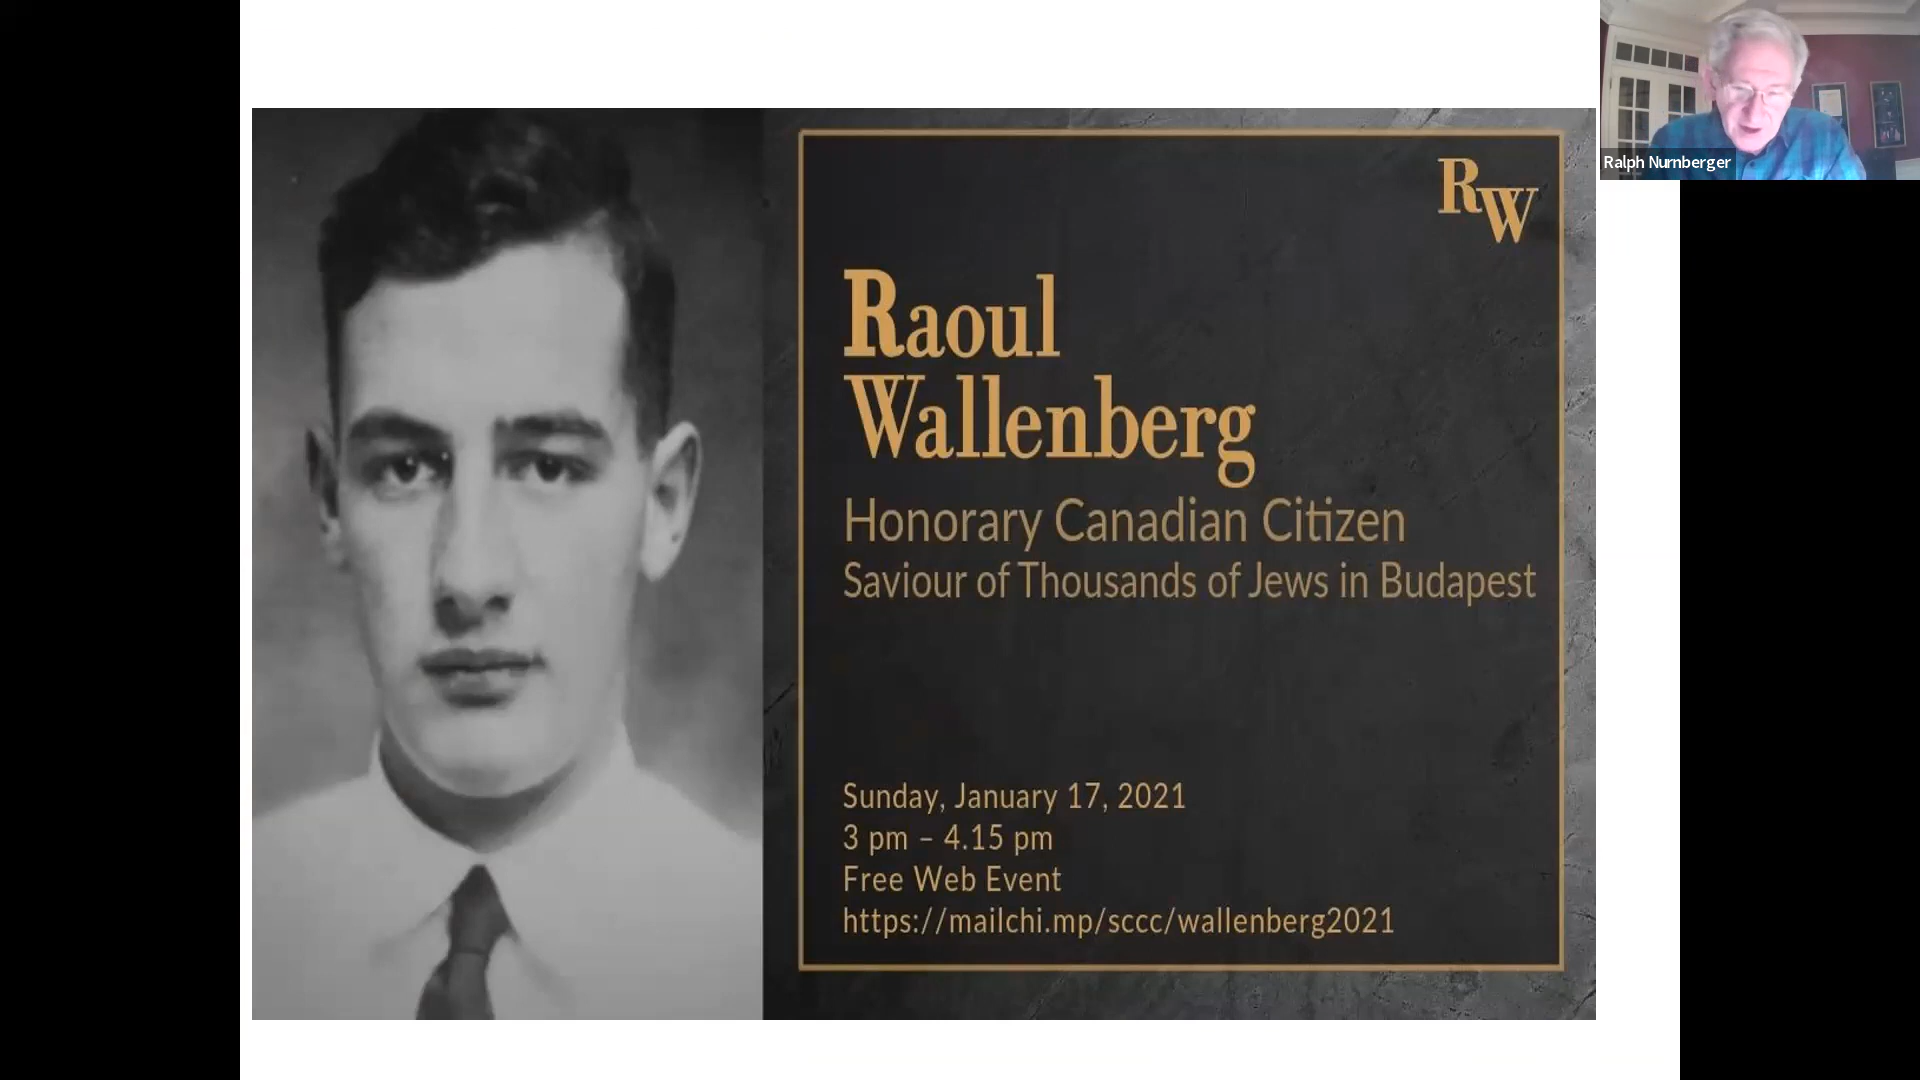 Ralph Nurnberger
RW
Raoul
Wallenberg
Honorary Canadian Citizen
Saviour of Thousands of Jews in Budapest
Sunday, January 17, 2021
3 pm – 4.15 pm
Free Web Event
https://mailchi.mp/sccc/wallenberg2021